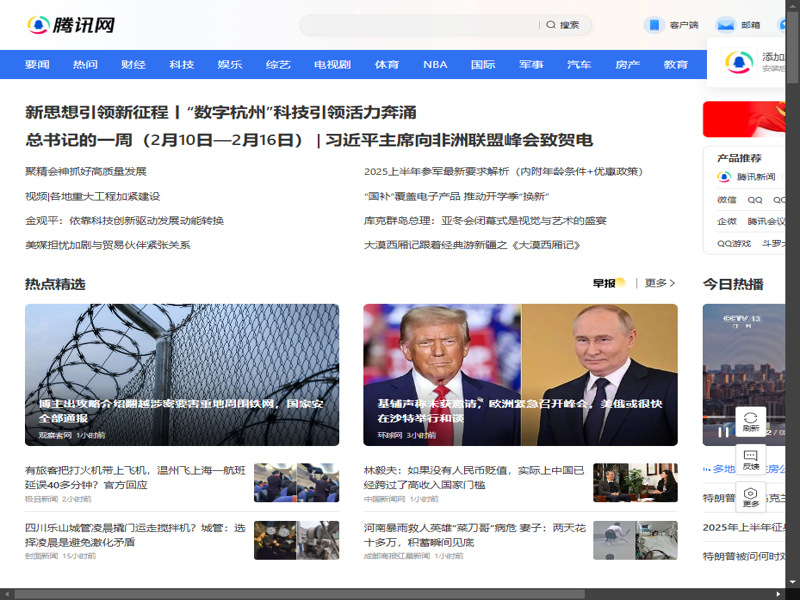 腾讯网
搜索
客户端
邮箱
要闻 热问 财经 科技 娱乐 综艺 电视剧 体育 NBA 国际 军事 汽车 房产 教育
添加
新思想引领新征程丨“数字杭州”科技引领活力奔涌
总书记的一周（2月10日—2月16日） | 习近平主席向非洲联盟峰会致贺电
聚精会神抓好高质量发展
2025上半年参军最新要求解析（内附年龄条件+优惠政策）
视频|各地重大工程加紧建设
“国补”覆盖电子产品 推动开学季“换新”
金观平：依靠科技创新驱动发展动能转换
库克群岛总理：亚冬会闭幕式是视觉与艺术的盛宴
美媒担忧加剧与贸易伙伴紧张关系
大漠西厢记跟着经典游新疆之《大漠西厢记》
产品推荐
腾讯新闻
微信 QQ
企微 腾讯会议
QQ游戏 斗罗
热点精选
早报
更多
今日热播
博主出攻略介绍翻越涉密要害重地周围铁网，国家安
全部通报
观察者网 1小时前
基辅声称未获邀请，欧洲紧急召开峰会，美俄或很快
在沙特举行和谈
环球网 3小时前
CCTV 13
刷新
反馈
更多
有旅客把打火机带上飞机，温州飞上海一航班
延误40多分钟？官方回应
极目新闻 2小时前
林毅夫：如果没有人民币贬值，实际上中国已
经跨过了高收入国家门槛
中国新闻网 1小时前
四川乐山城管凌晨撬门运走搅拌机？城管：选
择凌晨是避免激化矛盾
封面新闻 15小时前
河南暴雨救人英雄“菜刀哥”病危 妻子：两天花
十多万，积蓄瞬间见底
成都商报红星新闻 1小时前
多地
特朗普
2025年上半年征
特朗普被问何时对